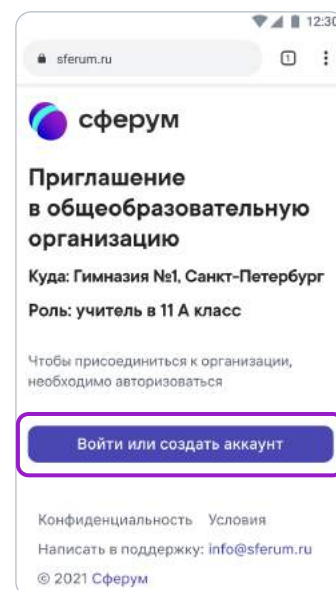 12:30
sferum.ru
1
сферум
Приглашение
в общеобразовательную
организацию
Куда: Гимназия №1, Санкт-Петербург
Роль: учитель в 11 А класс
Чтобы присоединиться к организации,
необходимо авторизоваться
Войти или создать аккаунт
Конфиденциальность Условия
Написать в поддержку: info@sferum.ru
© 2021 Сферум